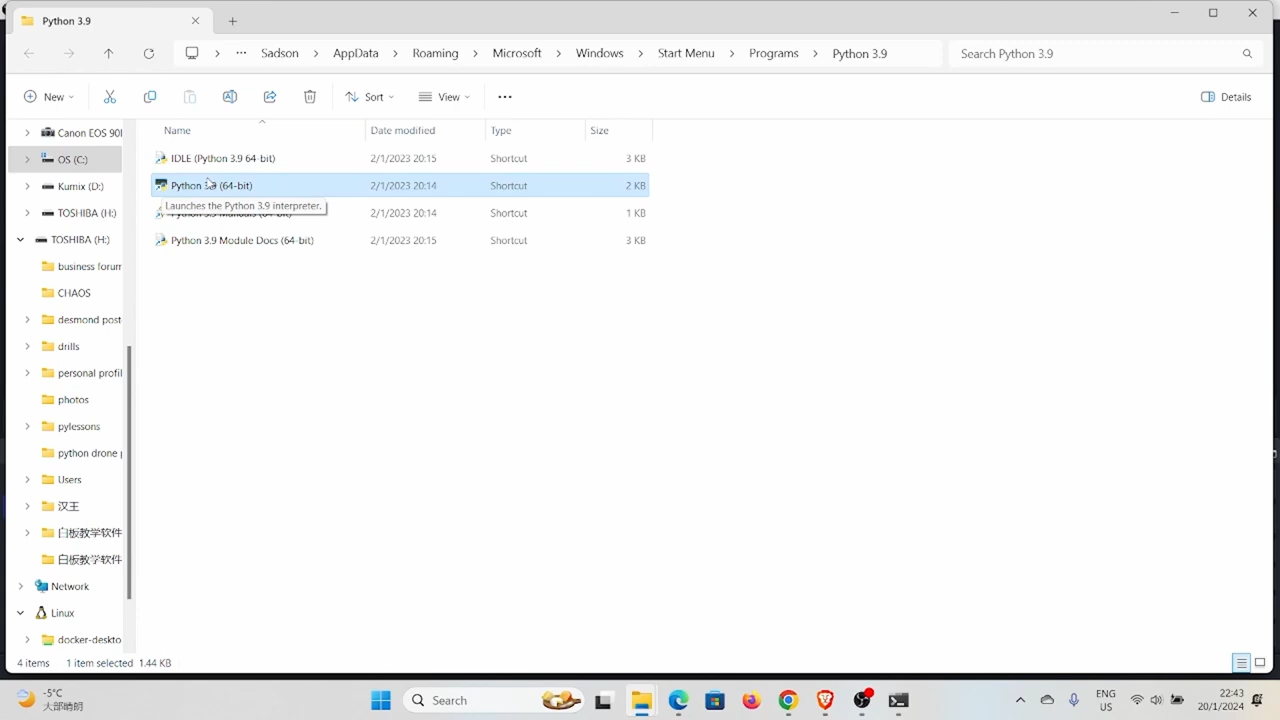 Python 3.9
Sadson > AppData > Roaming > Microsoft > Windows > Start Menu > Programs > Python 3.9
Search Python 3.9
New
Sort
View
Details
Name Date modified Type Size
IDLE (Python 3.9 64-bit) 2/1/2023 20:15 Shortcut 3 KB
Python 3.9 (64-bit) 2/1/2023 20:14 Shortcut 2 KB
Launches the Python 3.9 interpreter.
2/1/2023 20:14 Shortcut 1 KB
Python 3.9 Module Docs (64-bit) 2/1/2023 20:15 Shortcut 3 KB
Canon EOS 90
OS (C:)
Kumix (D:)
TOSHIBA (H:)
TOSHIBA (H:)
business forum
CHAOS
desmond post
drills
personal profil
photos
pylessons
python drone
Users
汉王
白板教学软件
白板教学软件
Network
Linux
docker-deskto
4 items 1 item selected 1.44 KB
-5°C
大部晴朗
Search
ENG
US
22:43
20/1/2024